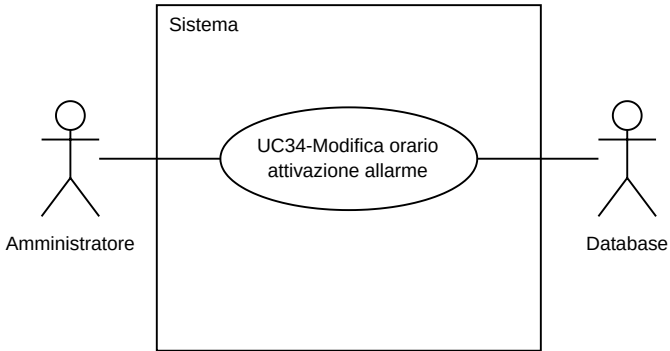 Sistema
UC34-Modifica orario
attivazione allarme
Amministratore
Database